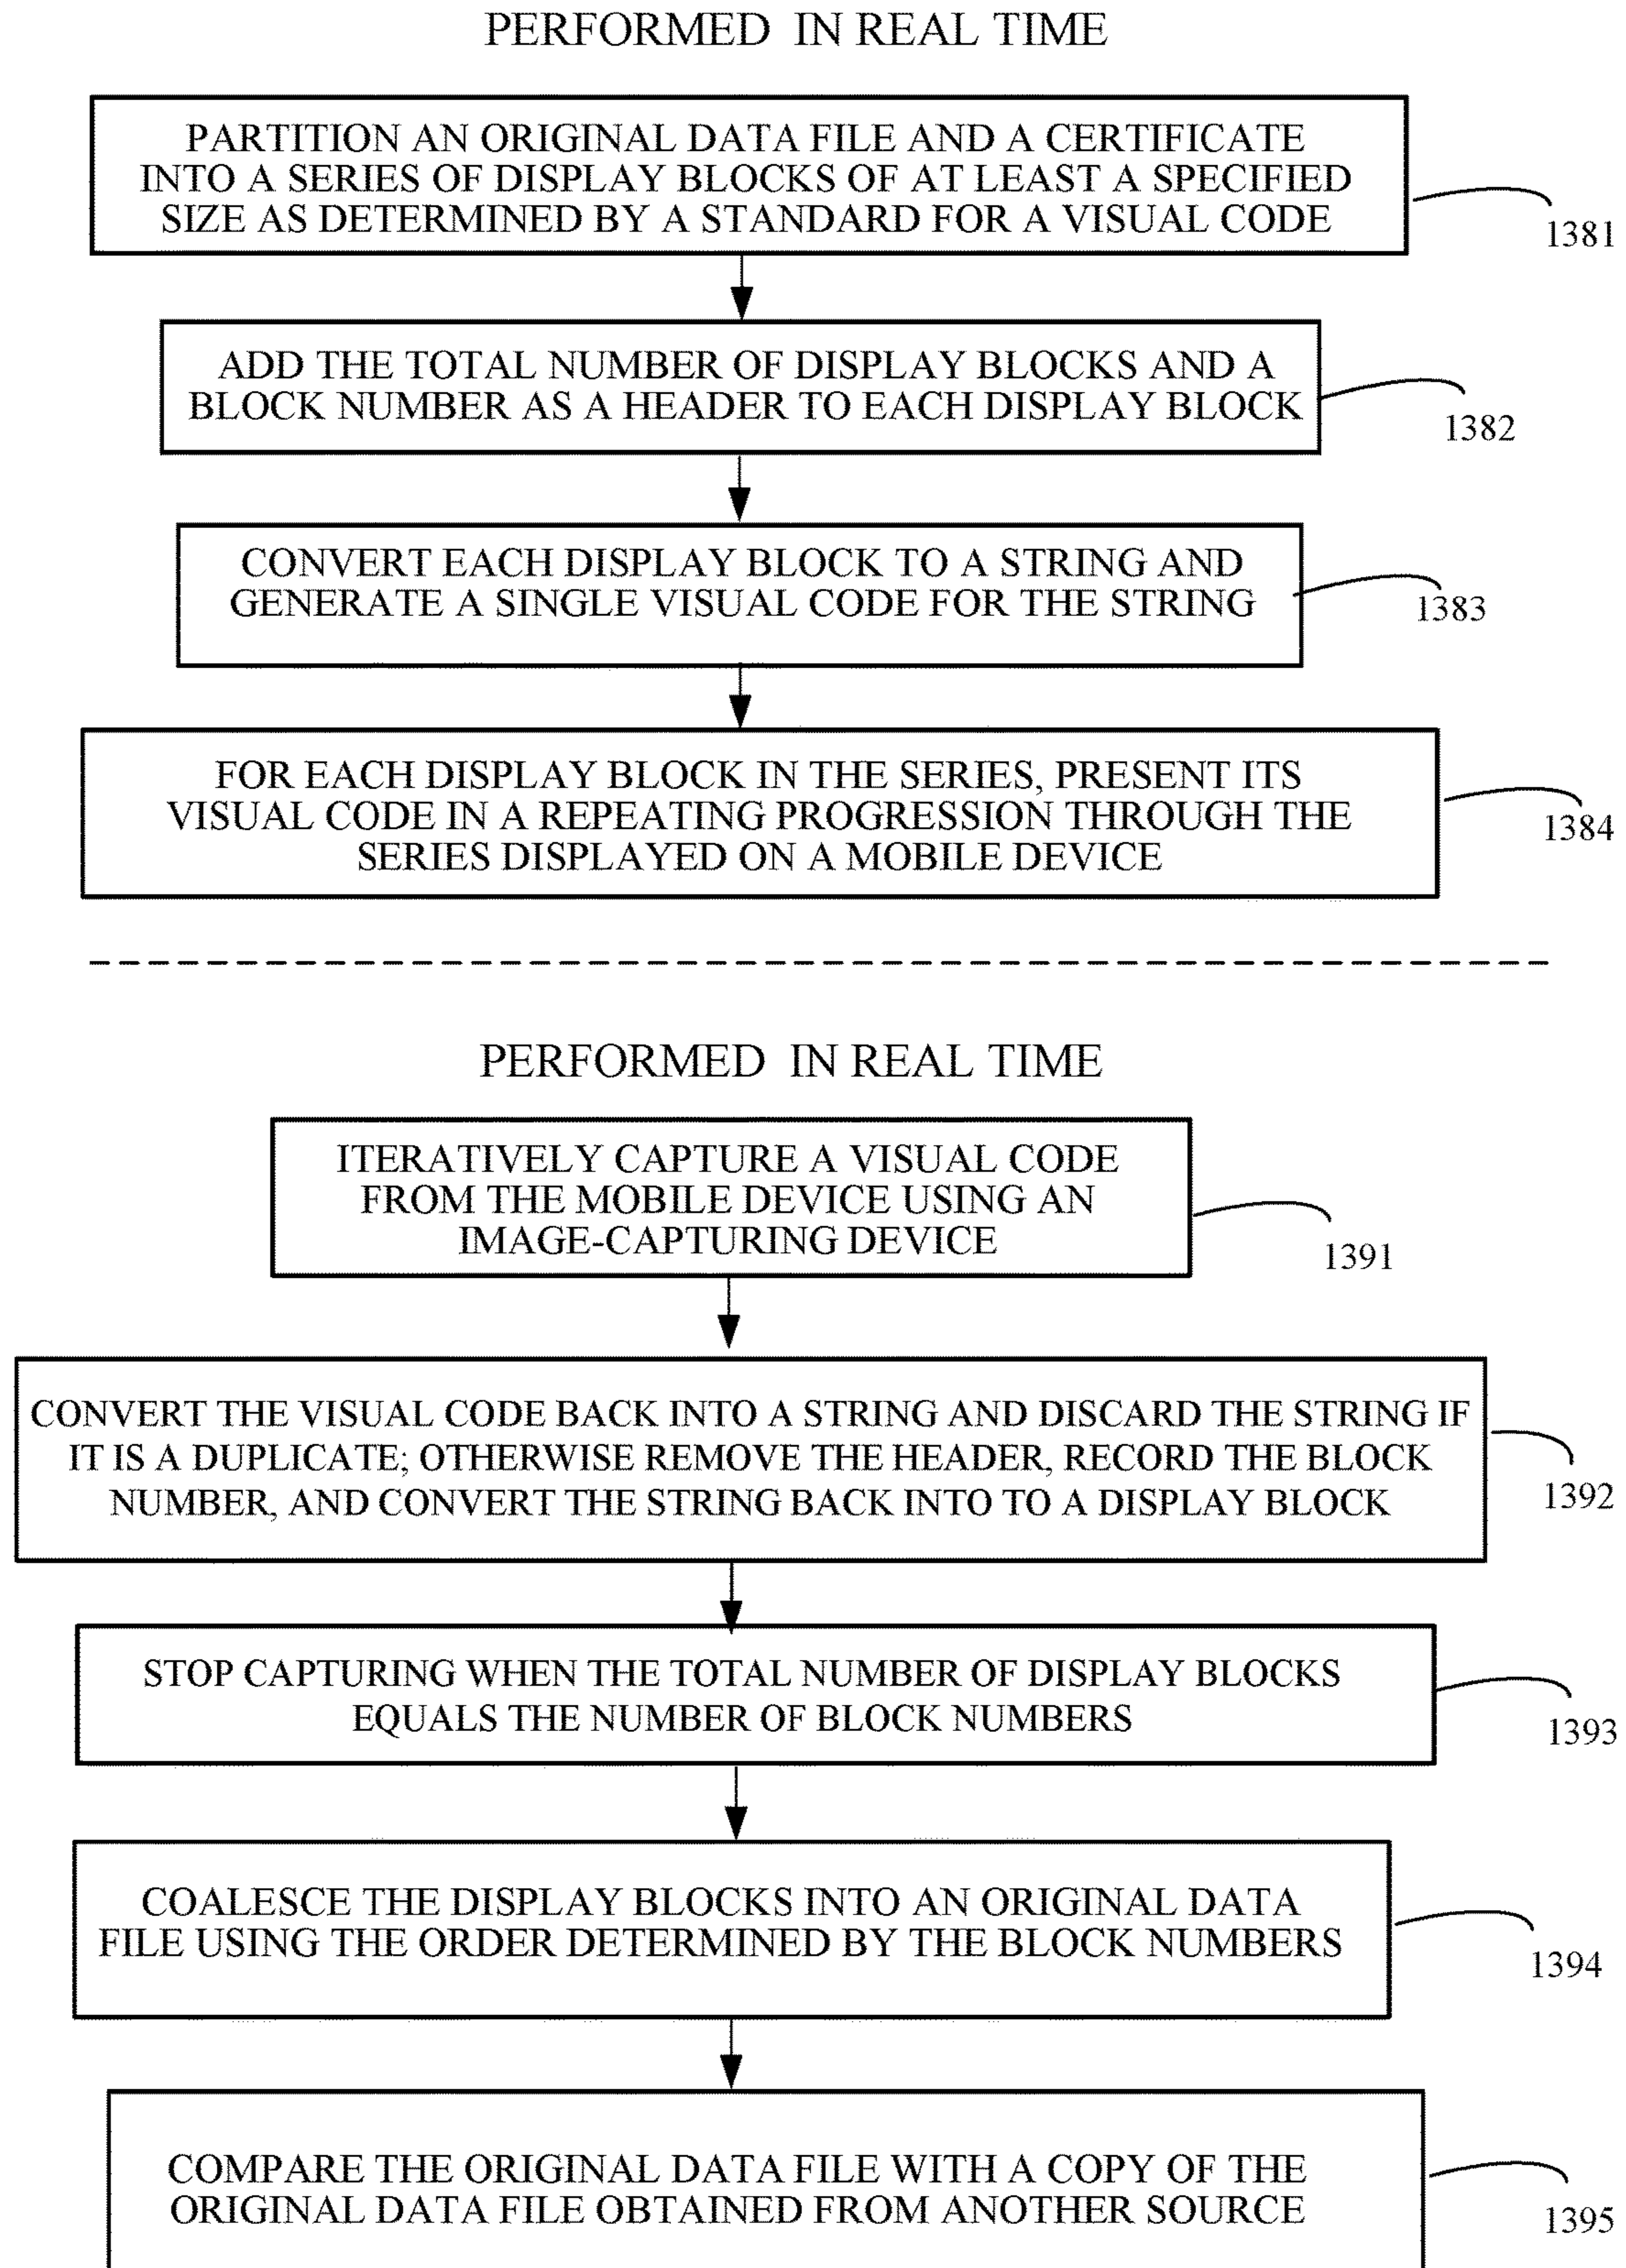 PERFORMED IN REAL TIME
PARTITION AN ORIGINAL DATA FILE AND A CERTIFICATE
INTO A SERIES OF DISPLAY BLOCKS OF AT LEAST A SPECIFIED
SIZE AS DETERMINED BY A STANDARD FOR A VISUAL CODE
1381
ADD THE TOTAL NUMBER OF DISPLAY BLOCKS AND A
BLOCK NUMBER AS A HEADER TO EACH DISPLAY BLOCK
1382
CONVERT EACH DISPLAY BLOCK TO A STRING AND
GENERATE A SINGLE VISUAL CODE FOR THE STRING
1383
FOR EACH DISPLAY BLOCK IN THE SERIES, PRESENT ITS
VISUAL CODE IN A REPEATING PROGRESSION THROUGH THE
SERIES DISPLAYED ON A MOBILE DEVICE
1384
PERFORMED IN REAL TIME
ITERATIVELY CAPTURE A VISUAL CODE
FROM THE MOBILE DEVICE USING AN
IMAGE-CAPTURING DEVICE
1391
CONVERT THE VISUAL CODE BACK INTO A STRING AND DISCARD THE STRING IF
IT IS A DUPLICATE; OTHERWISE REMOVE THE HEADER, RECORD THE BLOCK
NUMBER, AND CONVERT THE STRING BACK INTO TO A DISPLAY BLOCK
1392
STOP CAPTURING WHEN THE TOTAL NUMBER OF DISPLAY BLOCKS
EQUALS THE NUMBER OF BLOCK NUMBERS
1393
COALESCE THE DISPLAY BLOCKS INTO AN ORIGINAL DATA
FILE USING THE ORDER DETERMINED BY THE BLOCK NUMBERS
1394
COMPARE THE ORIGINAL DATA FILE WITH A COPY OF THE
ORIGINAL DATA FILE OBTAINED FROM ANOTHER SOURCE
1395